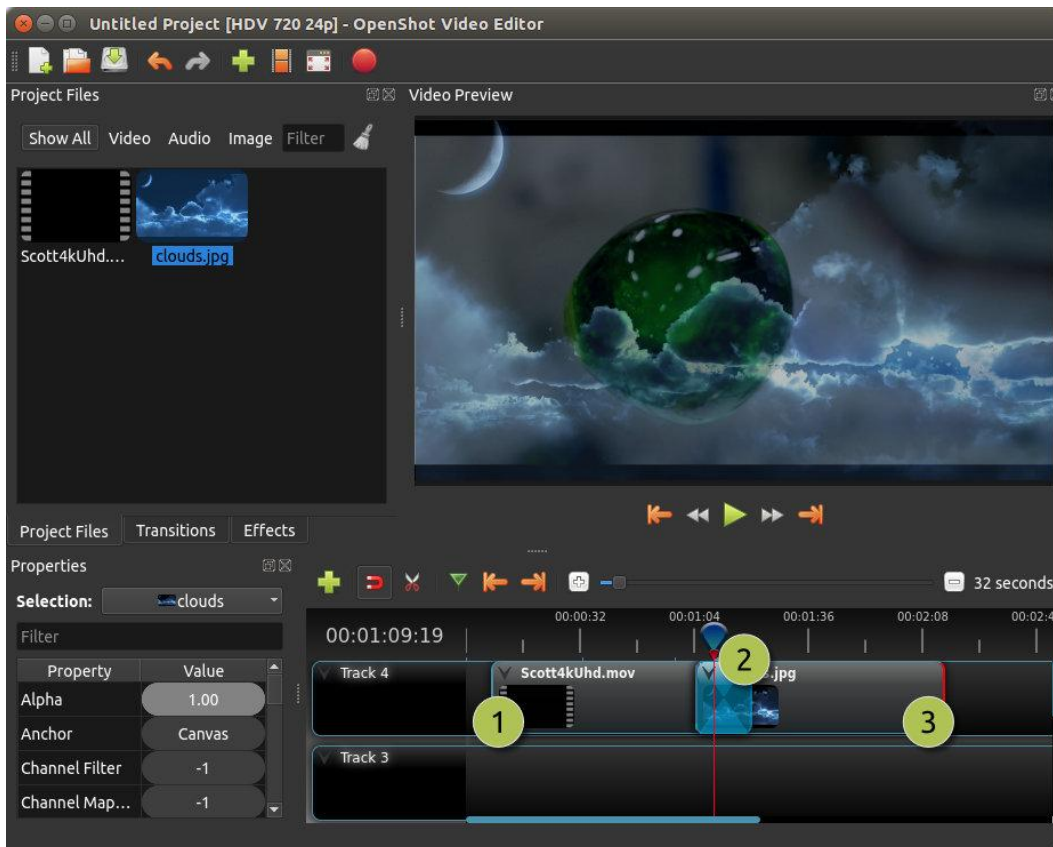 Untitled Project [HDV 720 24p] - OpenShot Video Editor
Project Files
Video Preview
Show All Video Audio Image Filter
Scott4kUhd.... clouds.jpg
Project Files Transitions Effects
Properties
Selection: clouds
Filter
Property Value
Alpha 1.00
Anchor Canvas
Channel Filter -1
Channel Map... -1
32 seconds
00:01:09:19
00:00:32 00:01:04 00:01:36 00:02:08 00:02:4
Track 4
Scott4kUhd.mov
2
.jpg
1
3
Track 3